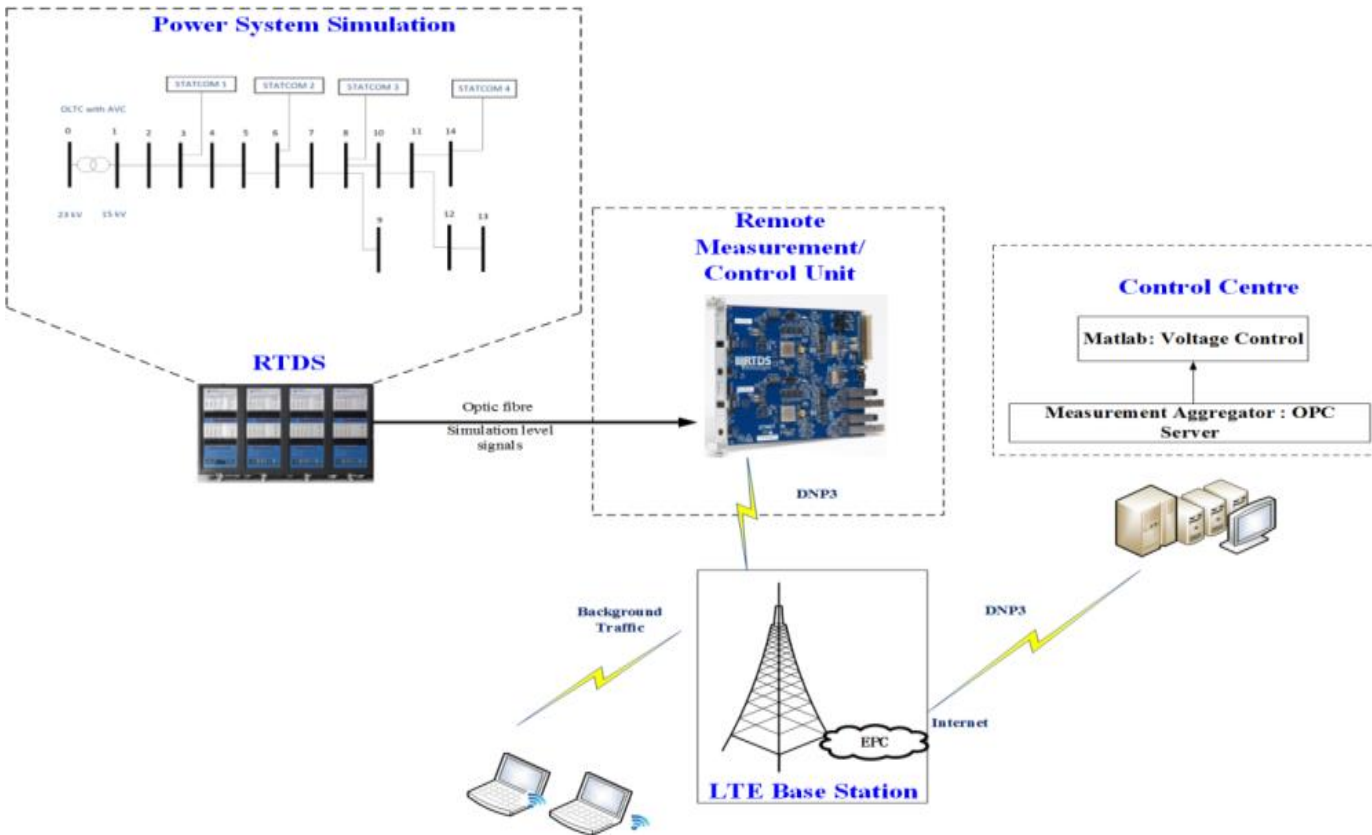 Power System Simulation
STATCOM 1
STATCOM 2
STATCOM 3
STATCOM 4
OLTC with AVC
0
1
2
3
4
5
6
7
8
10
11
14
23 kV
15 kV
9
12
13
Remote
Measurement/
Control Unit
RTDS
Control Centre
Matlab: Voltage Control
Measurement Aggregator : OPC
Server
RTDS
Optic fibre
Simulation level
signals
DNP3
Background
Traffic
DNP3
Internet
EPC
LTE Base Station